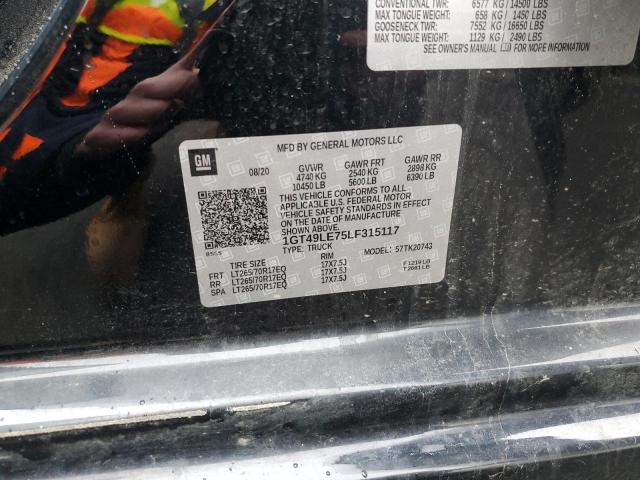 CONVENTIONAL TWR: 6577 KG/14500 LBS
MAX TONGUE WEIGHT: 658 KG/ 1450 LBS
GOOSENECK TWR: 7552 KG/16650 LBS
MAX TONGUE WEIGHT: 1129 KG/ 2490 LBS
SEE OWNER'S MANUAL FOR MORE INFORMATION
GM
MFD BY GENERAL MOTORS LLC
08/20 GVWR GAWR FRT GAWR RR
4740 KG 2540 KG 2898 KG
10450 LB 5600 LB 6390 LB
THIS VEHICLE CONFORMS TO ALL
APPLICABLE U.S. FEDERAL MOTOR
VEHICLE SAFETY STANDARDS IN EFFECT
ON THE DATE OF MANUFACTURE
SHOWN ABOVE.
1GT49LE75LF315117
TYPE: TRUCK MODEL: 57TK20743
TIRE SIZE RIM
FRT LT265/70R17EQ 17X7.5J F 1219 LB
RR LT265/70R17EQ 17X7.5J T 2681 LB
SPA LT265/70R17EQ 17X7.5J